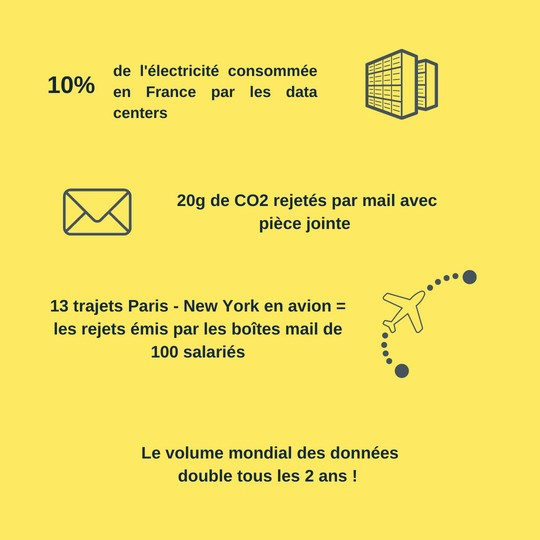 10%
de l'électricité consommée
en France par les data
centers
20g de CO2 rejetés par mail avec
pièce jointe
13 trajets Paris - New York en avion =
les rejets émis par les boîtes mail de
100 salariés
Le volume mondial des données
double tous les 2 ans !